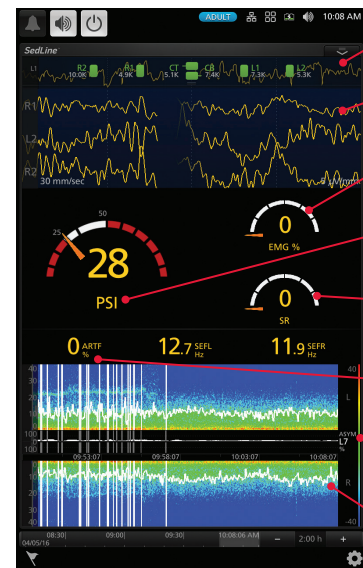 ADULT 10:08 AM
SedLine
L1 R2 R1 CT CB L1 L2
10.0K 4.9K 5.1K 7.4K 7.3K 5.3K
R1
L2
R2
30 mm/sec
50
25
28
PSI
0
EMG %
0
SR
0 ARTF %
12.7 SEFL Hz
11.9 SEFR Hz
40 40
30
20 L
10
100 ASYM
L7
100 %
09:53:07 09:58:07 10:03:07 10:08:07
10
20 R
30
40 -40
08:30 09:00 09:30 10:08:06 AM - 2:00 h +
04/05/16